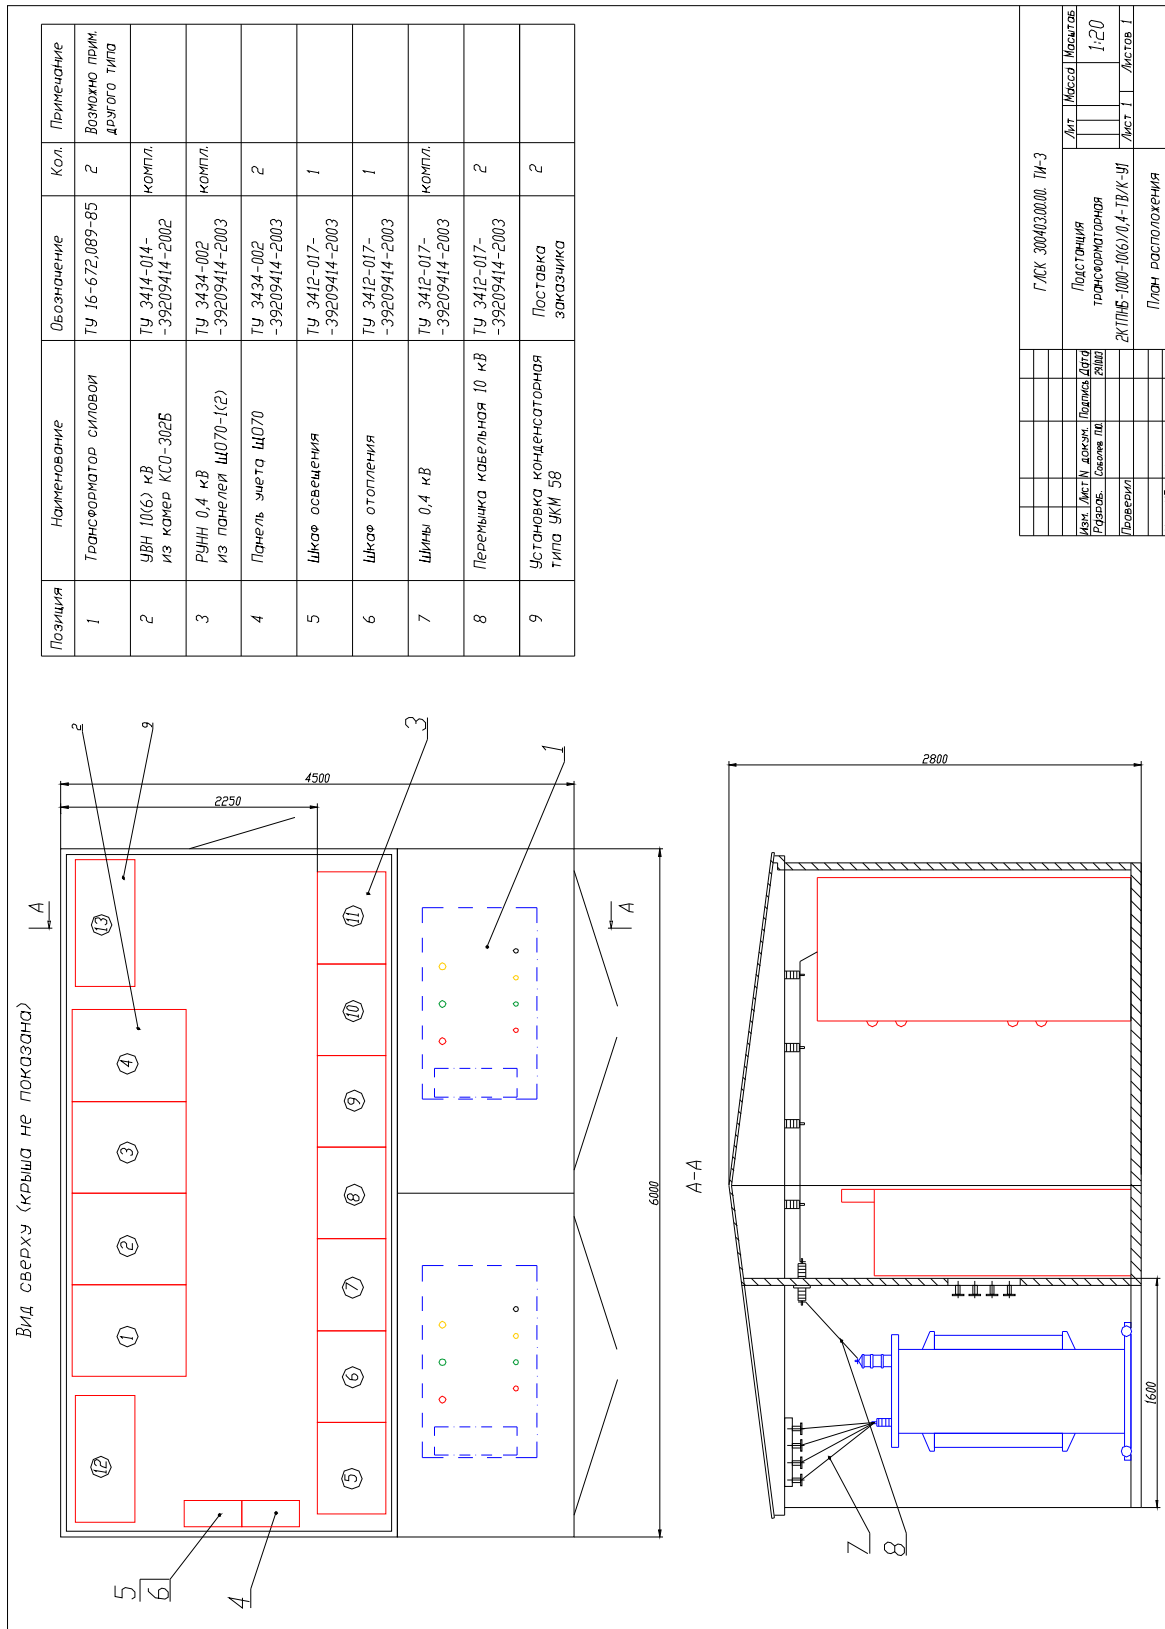 Вид сверху (крыша не показана)
А
А
2
9
3
1
4500
2250
6000
13
4
3
2
1
12
11
10
9
8
7
6
5
5
6
4
А-А
2800
1600
7
8
Позиция Наименование Обозначение Кол. Примечание
1 Трансформатор силовой ТУ 16-672,089-85 2 Возможно прим.
другого типа
2 УВН 10(6) кВ ТУ 3414-014- компл.
из камер КСО-302Б -39209414-2002
3 РУНН 0,4 кВ ТУ 3434-002 компл.
из панелей ЩО70-1(2) -39209414-2003
4 Панель учета ЩО70 ТУ 3434-002 2
-39209414-2003
5 Шкаф освещения ТУ 3412-017- 1
-39209414-2003
6 Шкаф отопления ТУ 3412-017- 1
-39209414-2003
7 Шины 0,4 кВ ТУ 3412-017- компл.
-39209414-2003
8 Перемычка кабельная 10 кВ ТУ 3412-017- 2
-39209414-2003
9 Установка конденсаторная Поставка 2
типа УКМ 58 заказчика
ГЛСК 300403.00.00. ТИ-3
Изм. Лист N докум. Подпись Дата
Разраб. Соболев
Проверил
Подстанция
трансформаторная
2КТПНБ-1000-10(6)/0,4-ТВ/К-У1
План расположения
Лит Масса Масштаб
1:20
Лист 1 Листов 1